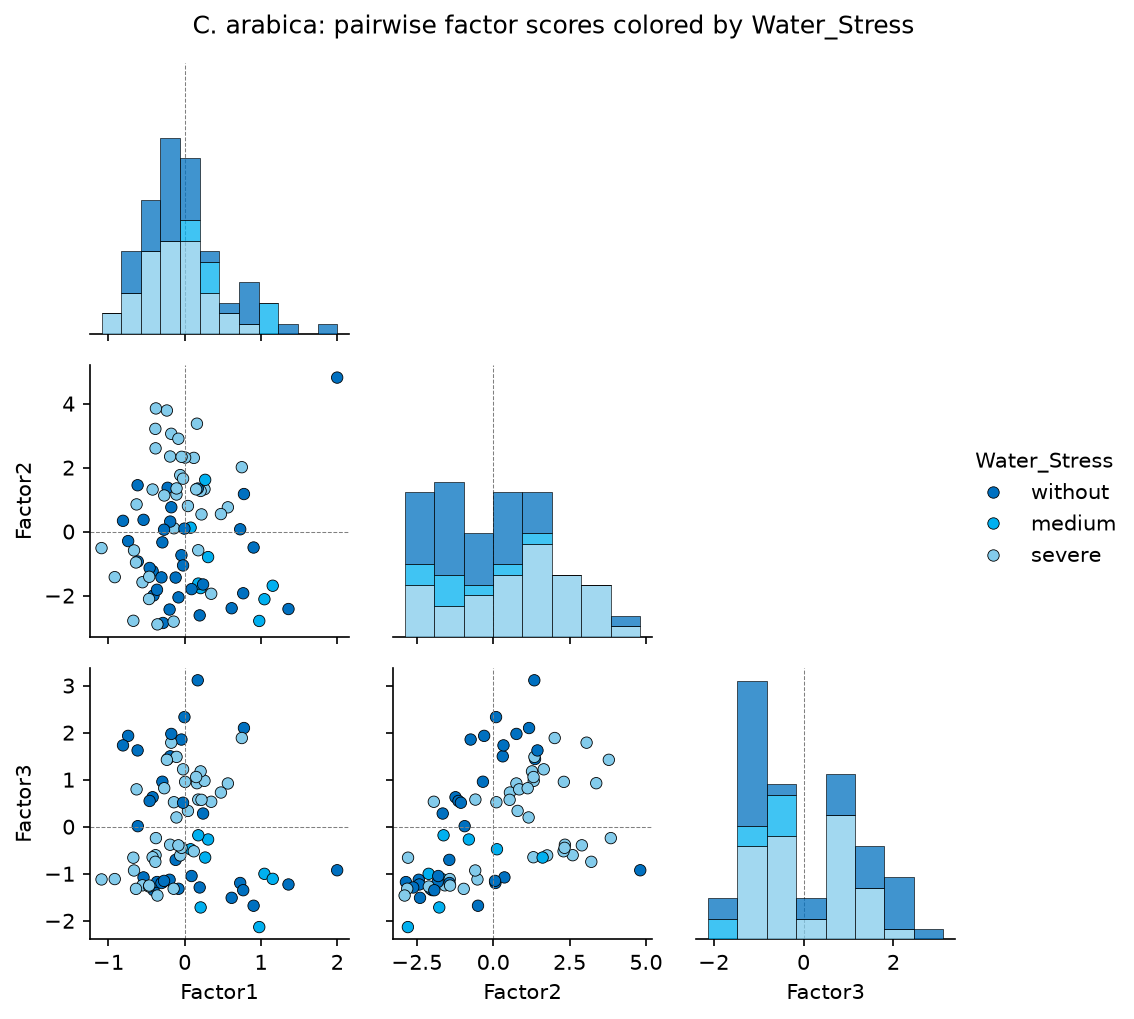 C. arabica: pairwise factor scores colored by Water_Stress
Factor2
4
2
0
−2
Water_Stress
without
medium
severe
Factor3
3
2
1
0
−1
−2
−1 0 1 2
Factor1
−2.5 0.0 2.5 5.0
Factor2
−2 0 2
Factor3